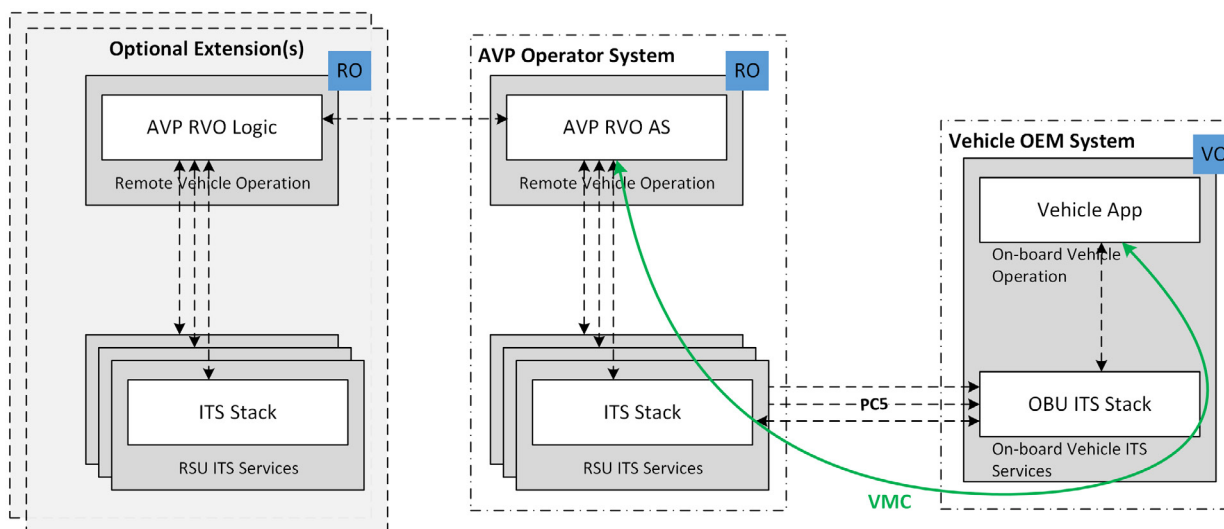 Optional Extension(s)
RO
AVP RVO Logic
Remote Vehicle Operation
ITS Stack
RSU ITS Services
AVP Operator System
RO
AVP RVO AS
Remote Vehicle Operation
ITS Stack
RSU ITS Services
PC5
VMC
Vehicle OEM System
VO
Vehicle App
On-board Vehicle
Operation
OBU ITS Stack
On-board Vehicle ITS
Services